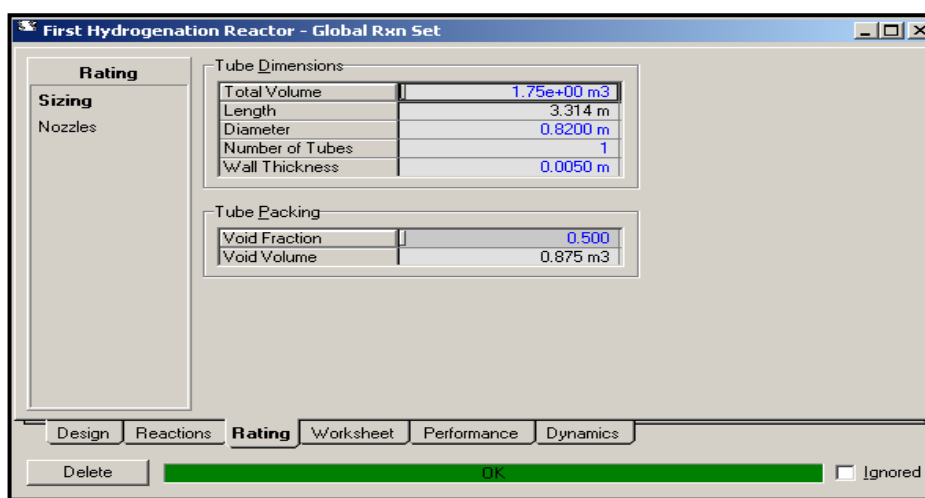 First Hydrogenation Reactor - Global Rxn Set
Rating
Sizing
Nozzles
Tube Dimensions
Total Volume 1.75e+00 m3
Length 3.314 m
Diameter 0.8200 m
Number of Tubes 1
Wall Thickness 0.0050 m
Tube Packing
Void Fraction 0.500
Void Volume 0.875 m3
Design Reactions Rating Worksheet Performance Dynamics
Delete OK Ignored